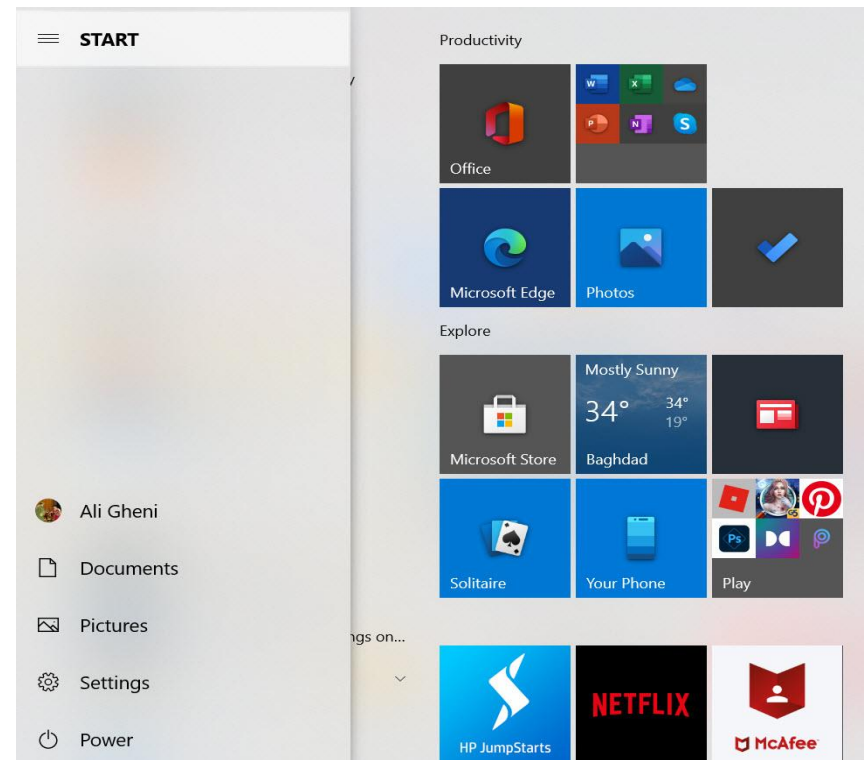 START
Ali Gheni
Documents
Pictures
Settings
Power
ngs on...
Productivity
Office
Microsoft Edge
Photos
Explore
Microsoft Store
Mostly Sunny
34° 34°
19°
Baghdad
Solitaire
Your Phone
Play
HP JumpStarts
NETFLIX
McAfee